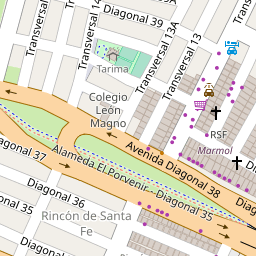 Diagonal 39
Transversal
Transversal 14
Transversal 13A
Transversal 13
Tarima
Colegio
León
Magno
RSF
Marmol
Avenida Diagonal 38
Alameda El Porvenir - Diagonal 35
Diagonal 37
Diagonal 36
Diagonal 35
Rincón de Santa
Fe